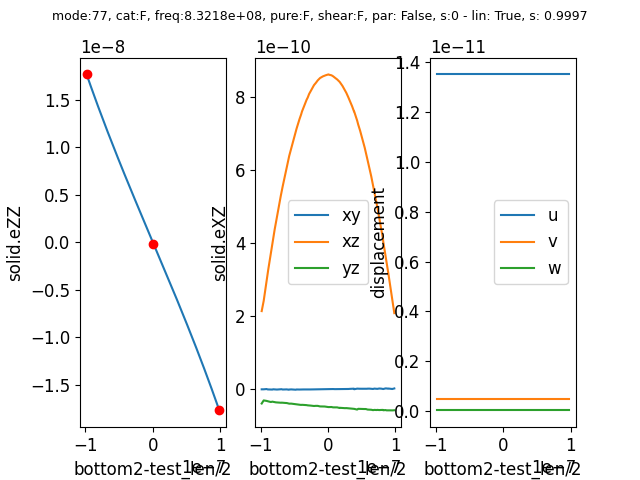 mode:77, cat:F, freq:8.3218e+08, pure:F, shear:F, par: False, s:0 - lin: True, s: 0.9997
1e−8
1.5
1.0
0.5
0.0
−0.5
−1.0
−1.5
solid.eZZ
−1
0
1
1e−7
bottom2-test_len/2
1e−10
8
6
4
2
0
solid.eXZ
xy
xz
yz
−1
0
1
1e−7
bottom2-test_len/2
1e−11
1.4
1.2
1.0
0.8
0.6
0.4
0.2
0.0
displacement
u
v
w
−1
0
1
1e−7
bottom2-test_len/2